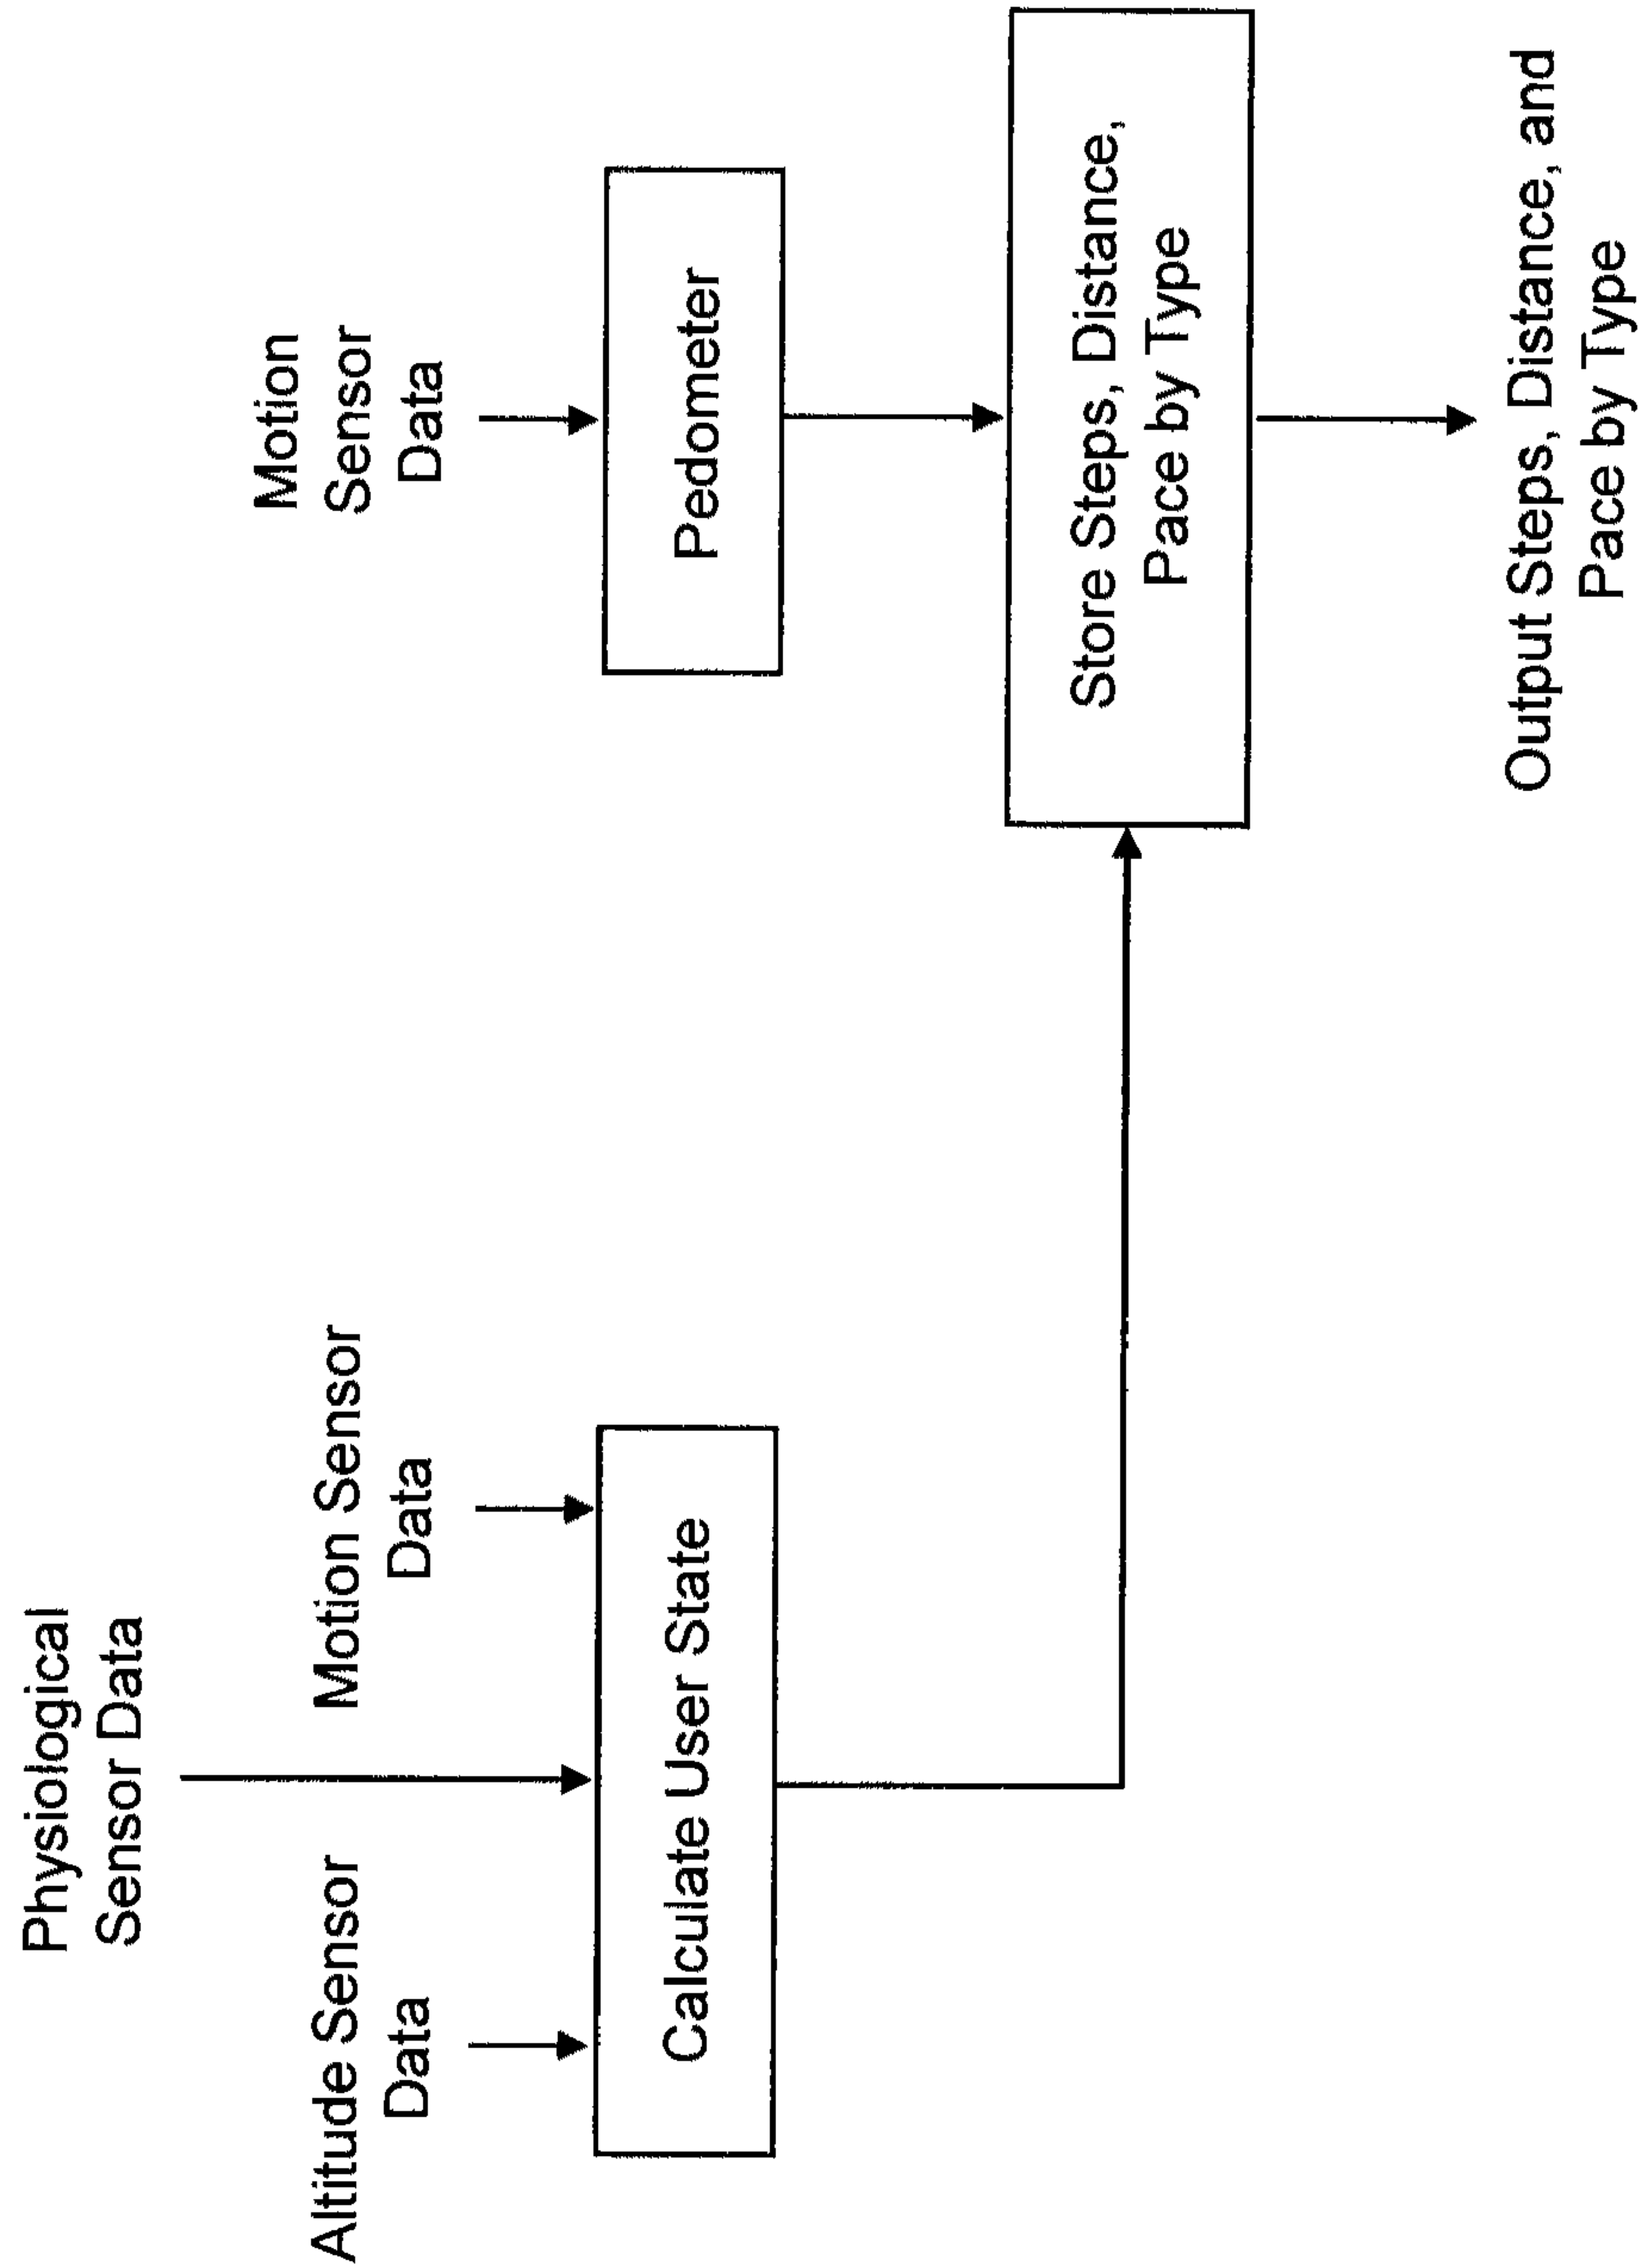 Physiological
Sensor Data
Altitude Sensor
Data
Motion Sensor
Data
Calculate User State
Motion
Sensor
Data
Pedometer
Store Steps, Distance,
Pace by Type
Output Steps, Distance, and
Pace by Type